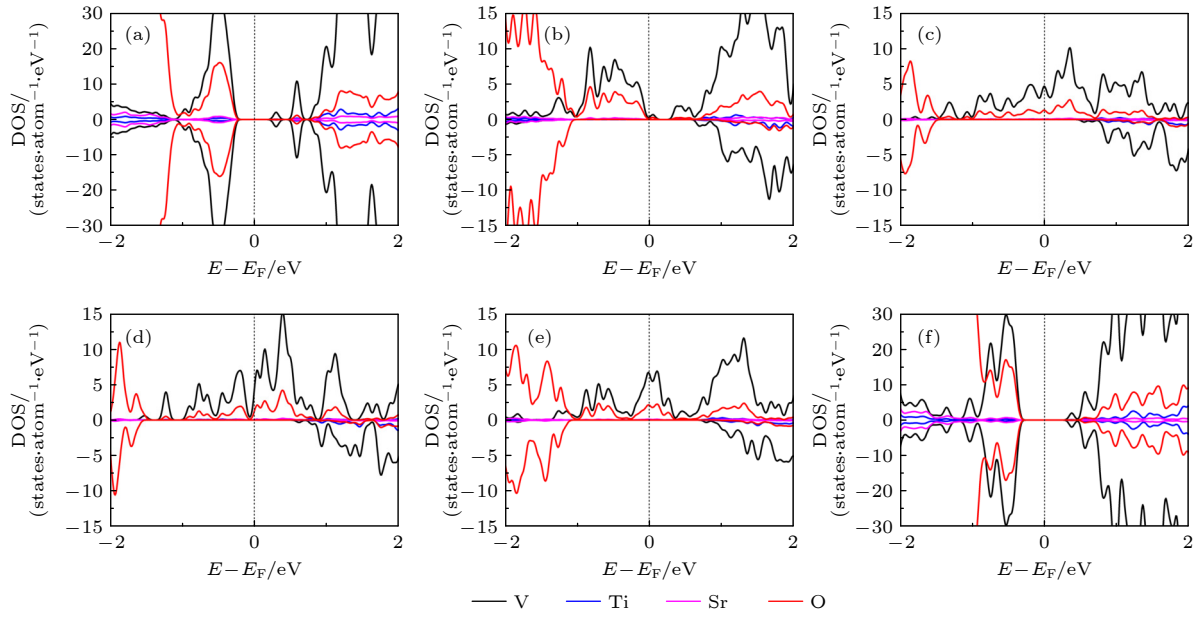 30
20
10
0
−10
−20
−30
DOS/
(states·atom⁻¹·eV⁻¹)
(a)
−2
0
2
E−E_F/eV
15
10
5
0
−5
−10
−15
DOS/
(states·atom⁻¹·eV⁻¹)
(b)
−2
0
2
E−E_F/eV
15
10
5
0
−5
−10
−15
DOS/
(states·atom⁻¹·eV⁻¹)
(c)
−2
0
2
E−E_F/eV
15
10
5
0
−5
−10
−15
DOS/
(states·atom⁻¹·eV⁻¹)
(d)
−2
0
2
E−E_F/eV
15
10
5
0
−5
−10
−15
DOS/
(states·atom⁻¹·eV⁻¹)
(e)
−2
0
2
E−E_F/eV
30
20
10
0
−10
−20
−30
DOS/
(states·atom⁻¹·eV⁻¹)
(f)
−2
0
2
E−E_F/eV
V Ti Sr O